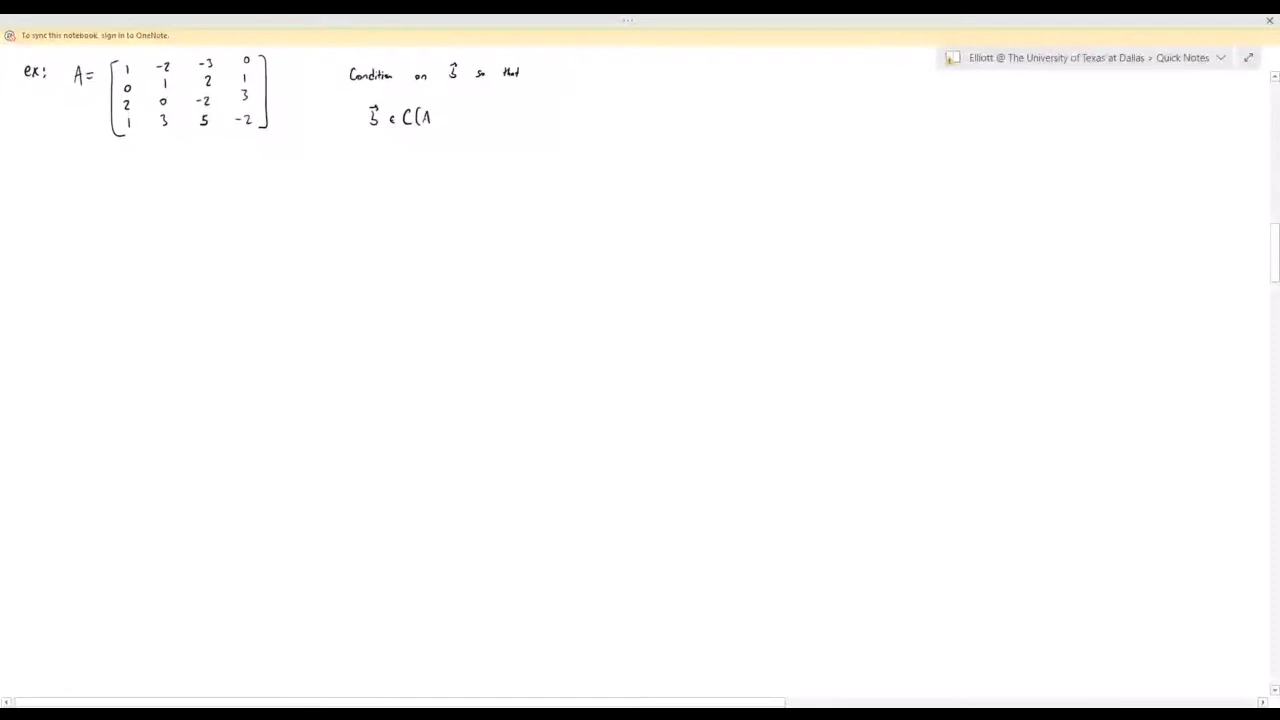 To sync this notebook, sign in to OneNote.
Elliott @ The University of Texas at Dallas > Quick Notes
ex: A = [ 1 -2 -3 0
0 1 2 1
2 0 -2 3
1 3 5 -2 ]
Condition on b⃗ so that
b⃗ ∈ C(A